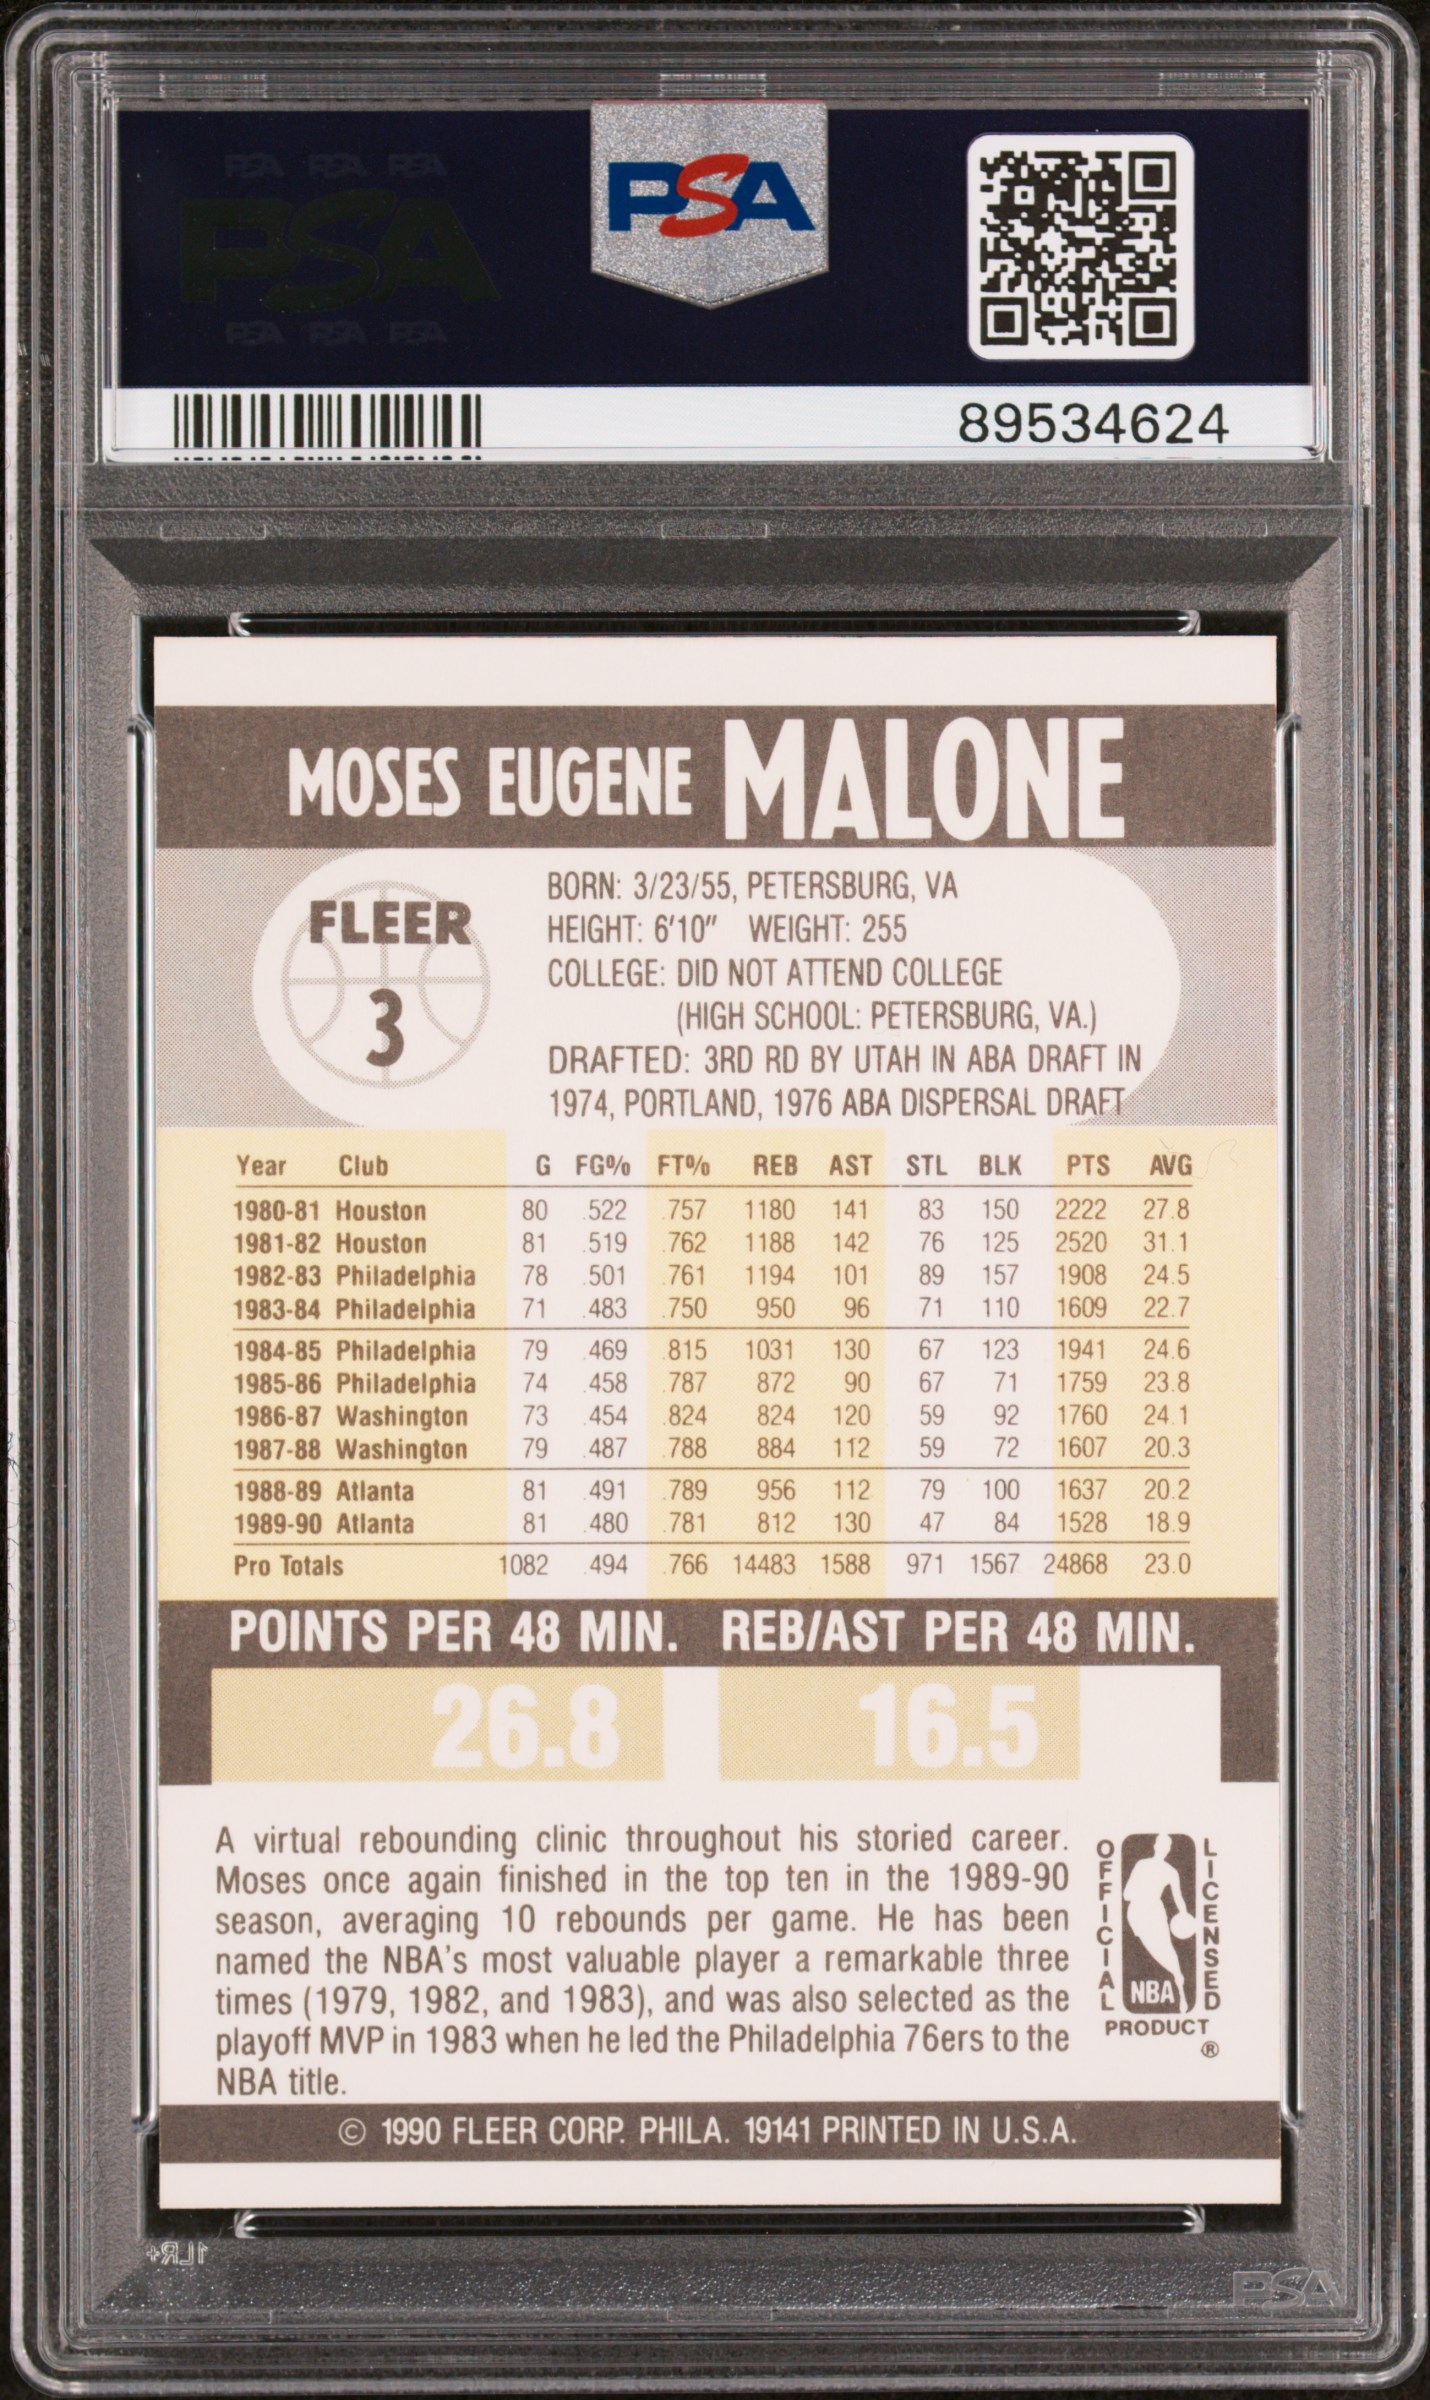 PSA PSA PSA
PSA
PSA PSA PSA
PSA
89534624
MOSES EUGENE MALONE
FLEER
3
BORN: 3/23/55, PETERSBURG, VA
HEIGHT: 6'10" WEIGHT: 255
COLLEGE: DID NOT ATTEND COLLEGE
(HIGH SCHOOL: PETERSBURG, VA.)
DRAFTED: 3RD RD BY UTAH IN ABA DRAFT IN
1974, PORTLAND, 1976 ABA DISPERSAL DRAFT
Year Club G FG% FT% REB AST STL BLK PTS AVG
1980-81 Houston 80 .522 .757 1180 141 83 150 2222 27.8
1981-82 Houston 81 .519 .762 1188 142 76 125 2520 31.1
1982-83 Philadelphia 78 .501 .761 1194 101 89 157 1908 24.5
1983-84 Philadelphia 71 .483 .750 950 96 71 110 1609 22.7
1984-85 Philadelphia 79 .469 .815 1031 130 67 123 1941 24.6
1985-86 Philadelphia 74 .458 .787 872 90 67 71 1759 23.8
1986-87 Washington 73 .454 .824 824 120 59 92 1760 24.1
1987-88 Washington 79 .487 .788 884 112 59 72 1607 20.3
1988-89 Atlanta 81 .491 .789 956 112 79 100 1637 20.2
1989-90 Atlanta 81 .480 .781 812 130 47 84 1528 18.9
Pro Totals 1082 .494 .766 14483 1588 971 1567 24868 23.0
POINTS PER 48 MIN. REB/AST PER 48 MIN.
26.8 16.5
A virtual rebounding clinic throughout his storied career.
Moses once again finished in the top ten in the 1989-90
season, averaging 10 rebounds per game. He has been
named the NBA's most valuable player a remarkable three
times (1979, 1982, and 1983), and was also selected as the
playoff MVP in 1983 when he led the Philadelphia 76ers to the
NBA title.
OFFICIAL LICENSED
NBA
PRODUCT
®
© 1990 FLEER CORP. PHILA. 19141 PRINTED IN U.S.A.
1LR+
PSA